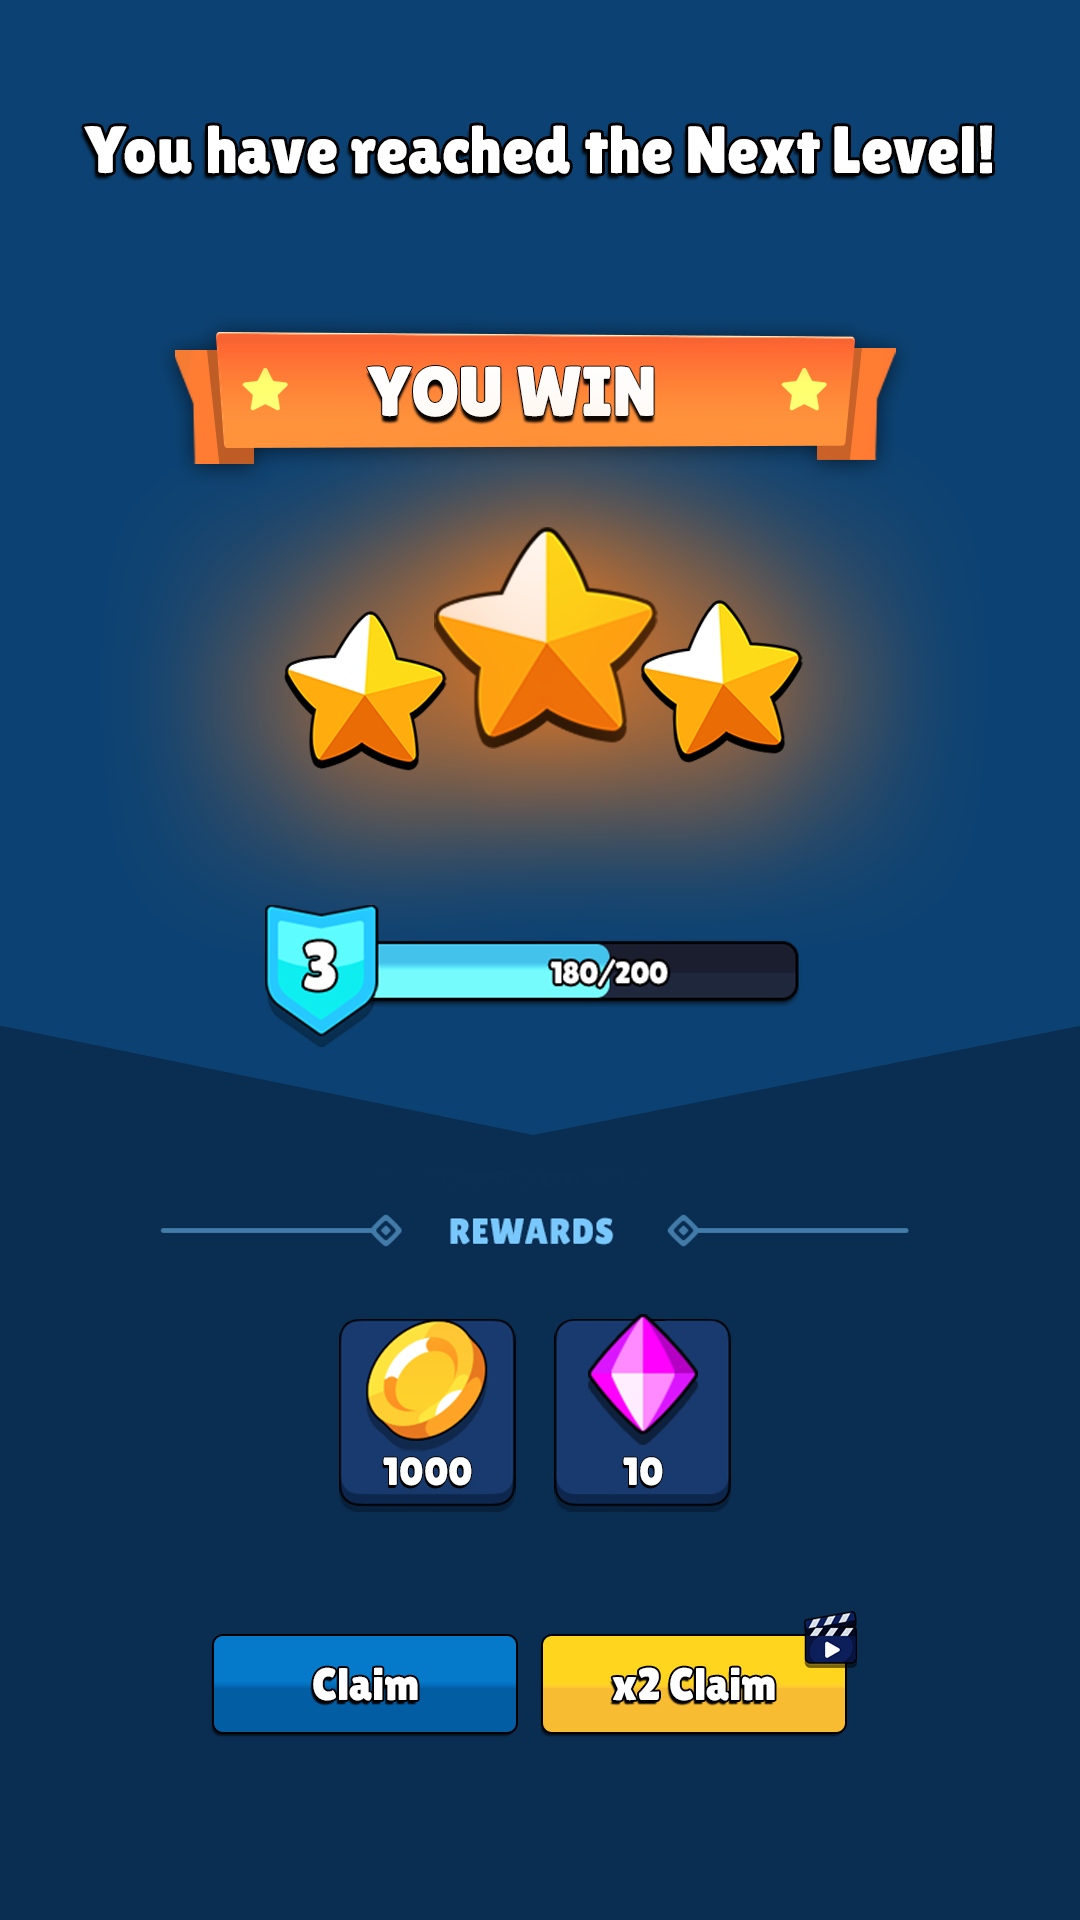 You have reached the Next Level!
YOU WIN
3
180/200
REWARDS
1000
10
Claim
x2 Claim